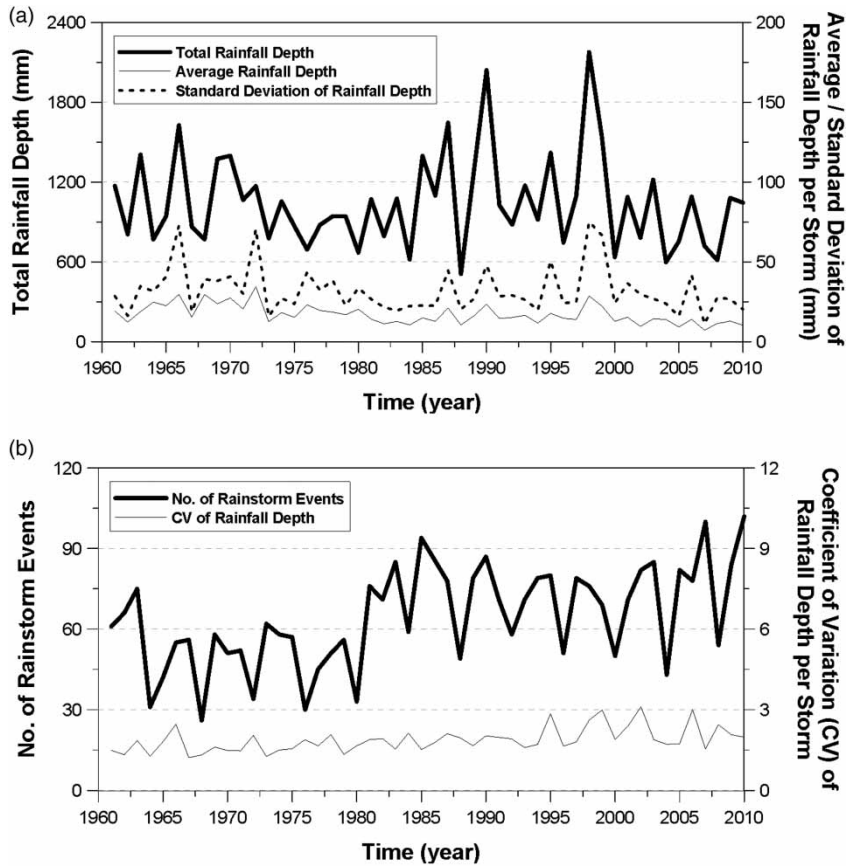 (a)
2400
1800
1200
600
0
Total Rainfall Depth (mm)
Total Rainfall Depth
Average Rainfall Depth
Standard Deviation of Rainfall Depth
200
150
100
50
0
Average / Standard Deviation of
Rainfall Depth per Storm (mm)
1960 1965 1970 1975 1980 1985 1990 1995 2000 2005 2010
Time (year)
(b)
120
90
60
30
0
No. of Rainstorm Events
No. of Rainstorm Events
CV of Rainfall Depth
12
9
6
3
0
Coefficient of Variation (CV) of
Rainfall Depth per Storm
1960 1965 1970 1975 1980 1985 1990 1995 2000 2005 2010
Time (year)